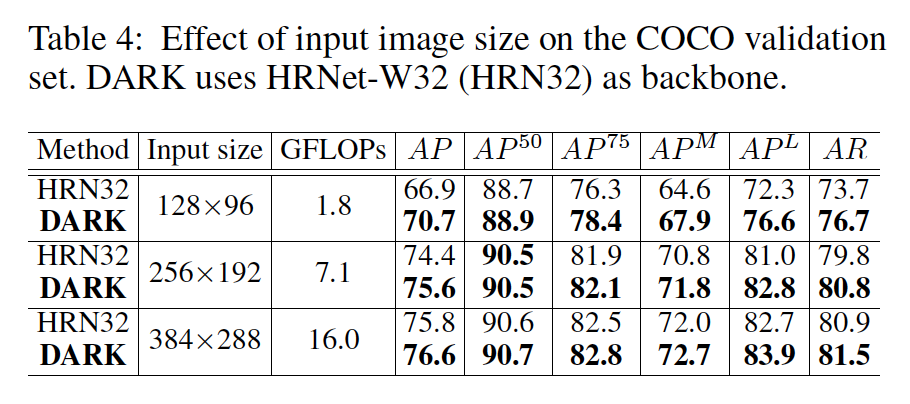 Table 4: Effect of input image size on the COCO validation
set. DARK uses HRNet-W32 (HRN32) as backbone.
Method Input size GFLOPs AP AP^50 AP^75 AP^M AP^L AR
HRN32 128×96 1.8 66.9 88.7 76.3 64.6 72.3 73.7
DARK 70.7 88.9 78.4 67.9 76.6 76.7
HRN32 256×192 7.1 74.4 90.5 81.9 70.8 81.0 79.8
DARK 75.6 90.5 82.1 71.8 82.8 80.8
HRN32 384×288 16.0 75.8 90.6 82.5 72.0 82.7 80.9
DARK 76.6 90.7 82.8 72.7 83.9 81.5